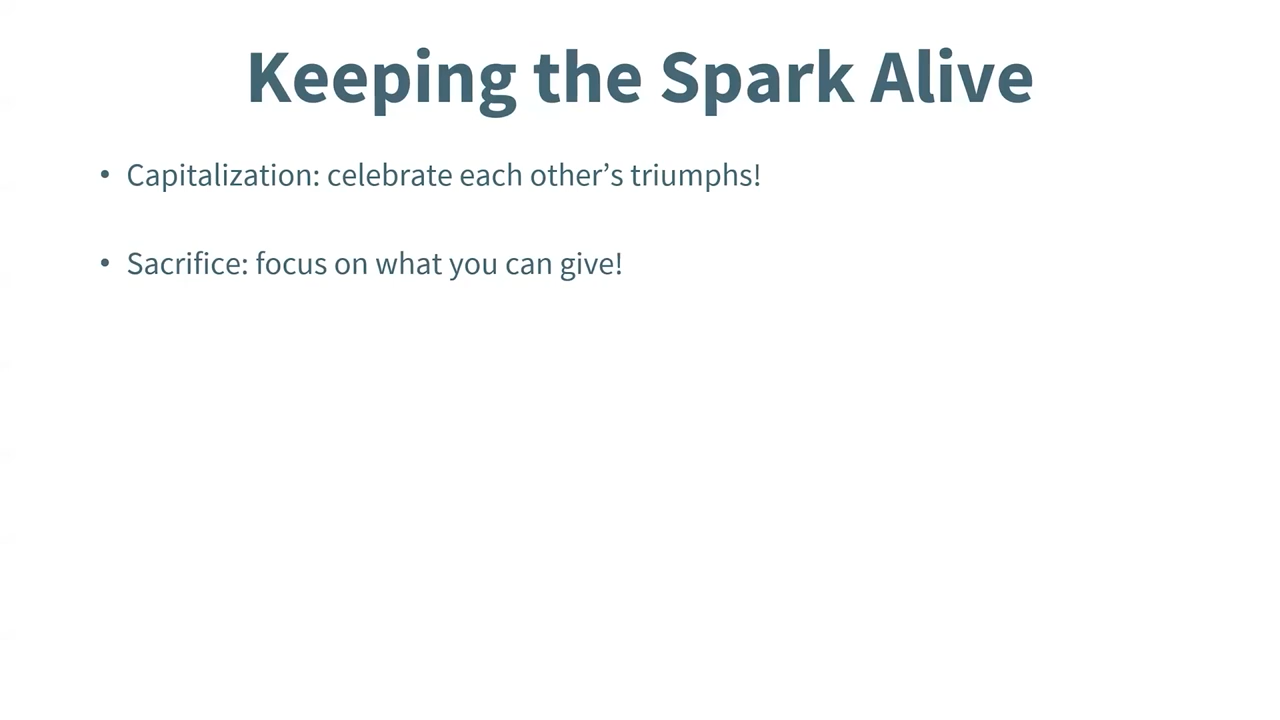 Keeping the Spark Alive
• Capitalization: celebrate each other’s triumphs!
• Sacrifice: focus on what you can give!